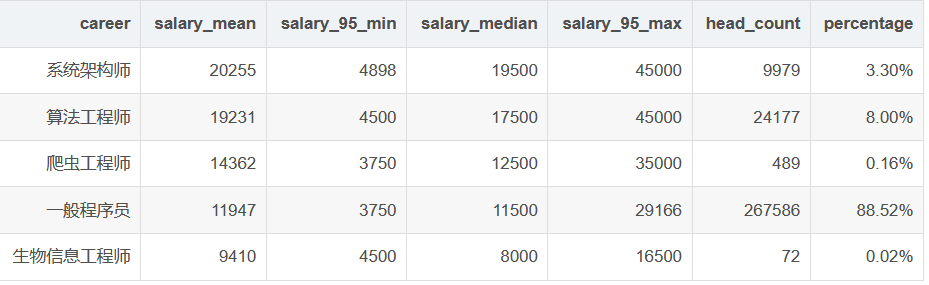 career salary_mean salary_95_min salary_median salary_95_max head_count percentage
系统架构师 20255 4898 19500 45000 9979 3.30%
算法工程师 19231 4500 17500 45000 24177 8.00%
爬虫工程师 14362 3750 12500 35000 489 0.16%
一般程序员 11947 3750 11500 29166 267586 88.52%
生物信息工程师 9410 4500 8000 16500 72 0.02%